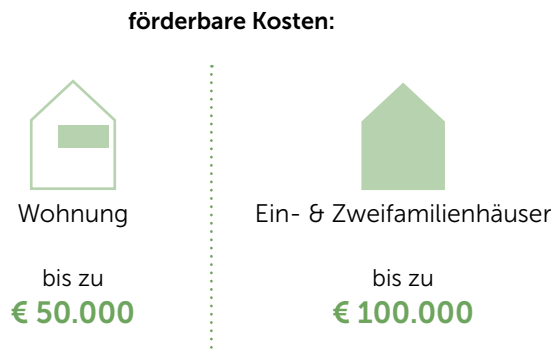 förderbare Kosten:
Wohnung
bis zu
€ 50.000
Ein- & Zweifamilienhäuser
bis zu
€ 100.000